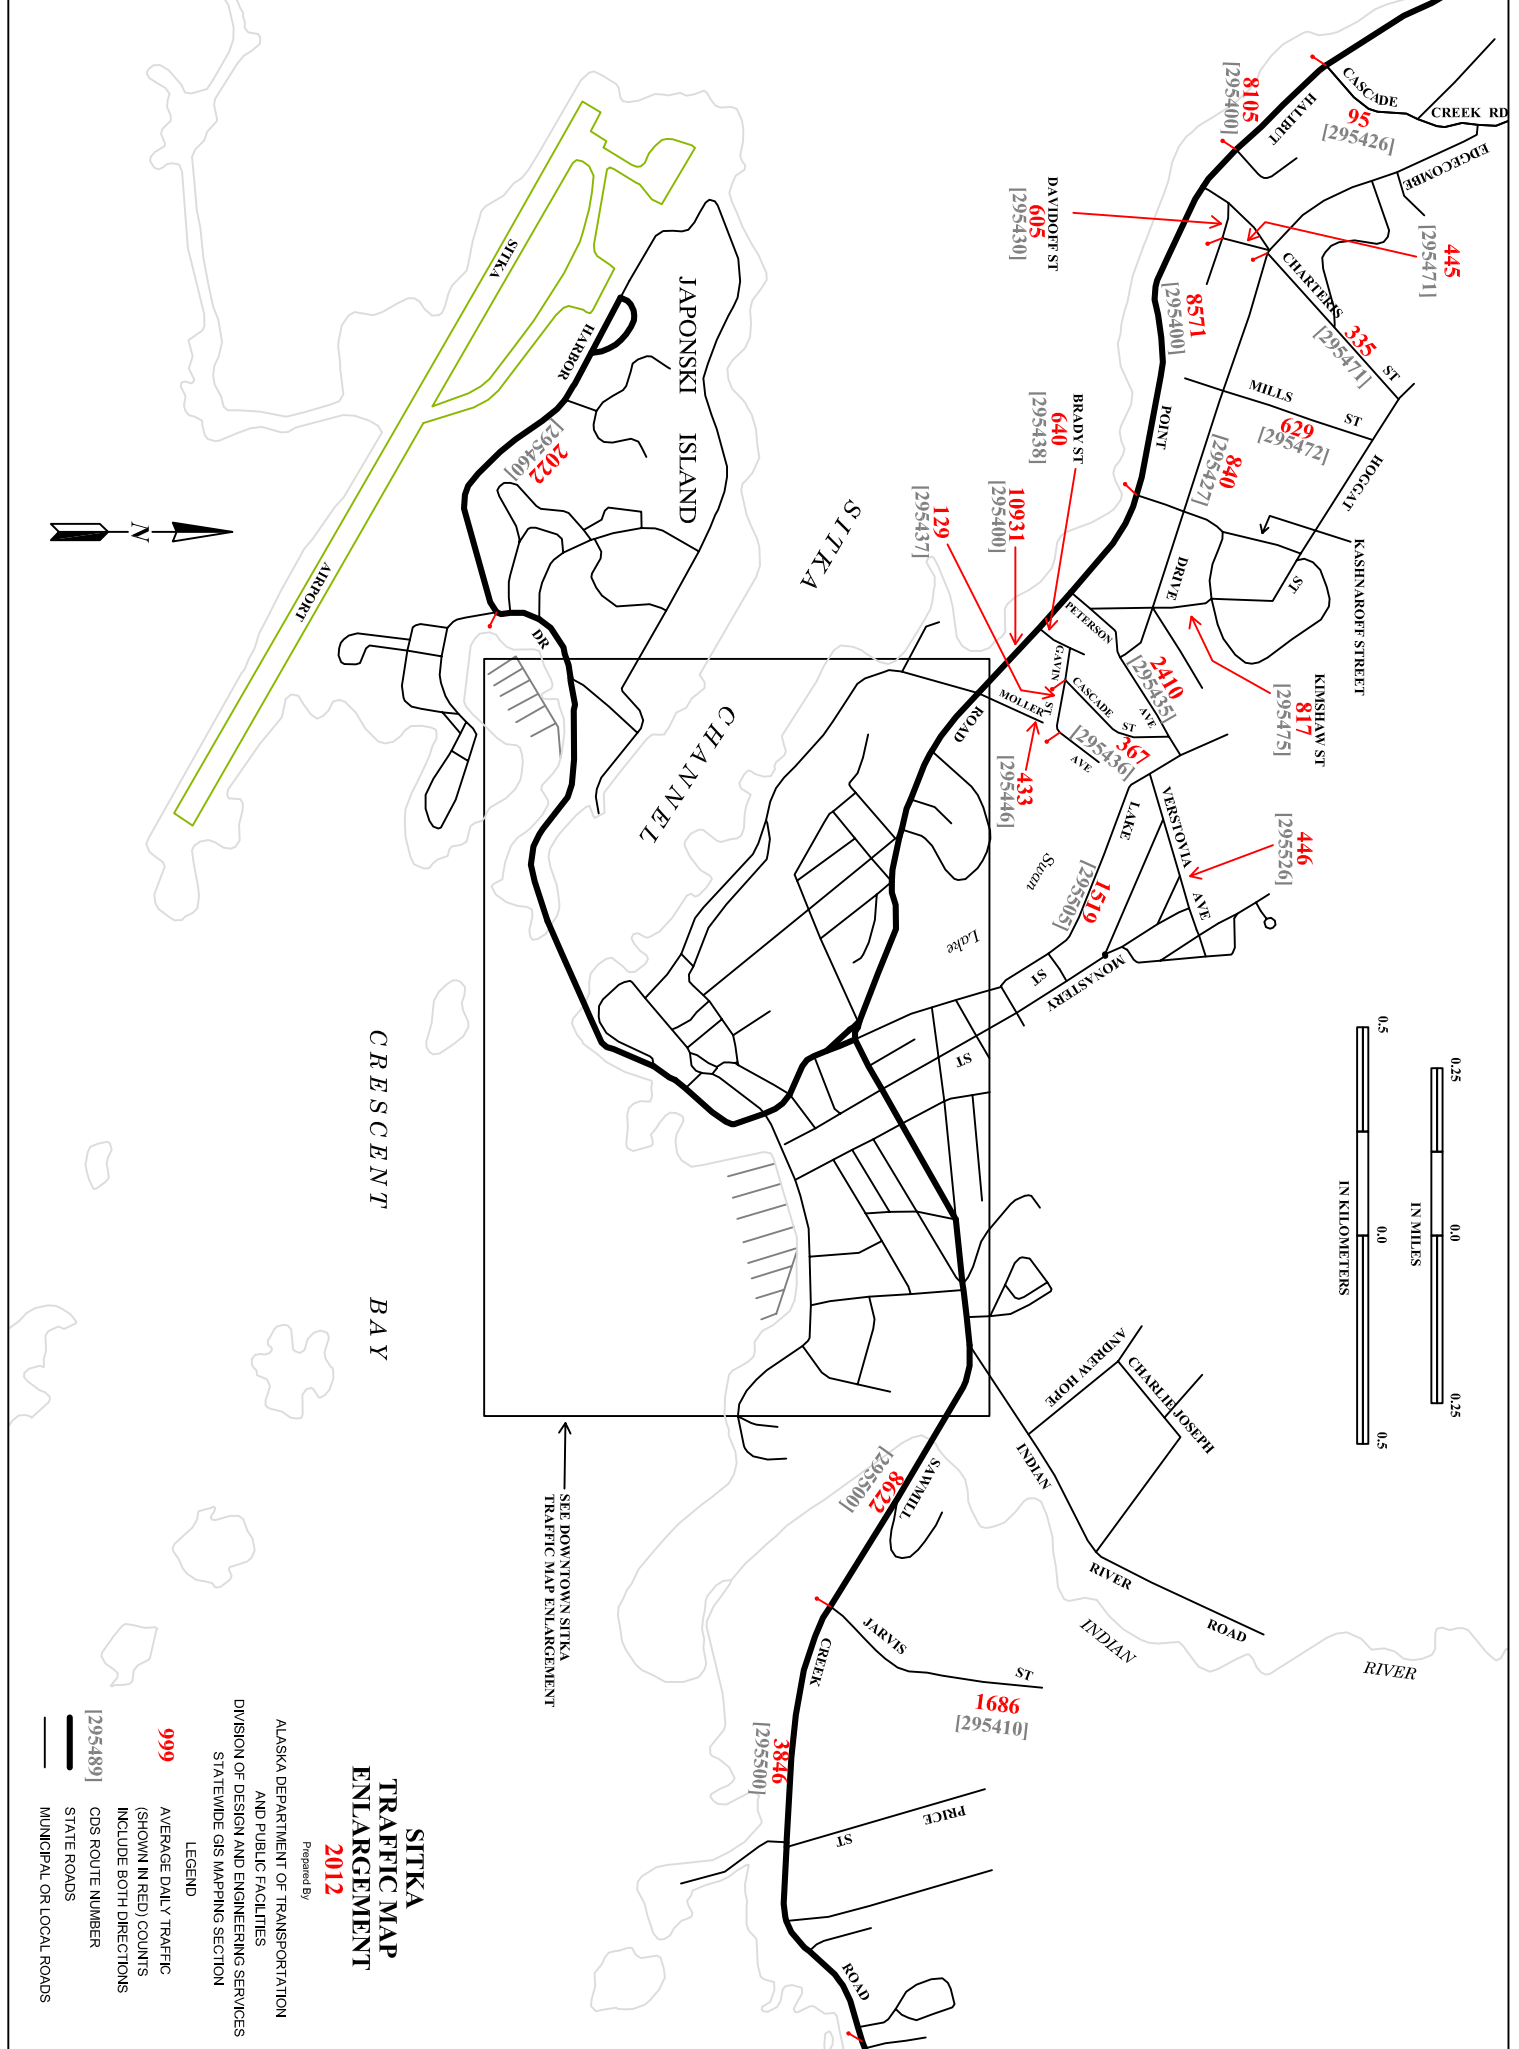 CASCADE
CREEK RD
95
[295426]
EDGECOMBE
8105
[295400]
HALIBUT
DAVIDOFF ST
605
[295430]
445
[295471]
CHARTERIS
ST
335
[295471]
8571
[295400]
MILLS
ST
629
[295472]
HOGGAT
ST
840
[295427]
POINT
DRIVE
KASHNAROFF STREET
BRADY ST
640
[295438]
10931
[295400]
129
[295437]
PETERSON
AVE
2410
[295435]
KIMSHAW ST
817
[295475]
GAVIN
ST
CASCADE
ST
367
[295436]
MOLLER
AVE
433
[295446]
ROAD
VERSTOVIA
AVE
446
[295526]
LAKE
ST
1519
[295505]
Swan
Lake
MONASTERY
ST
SITKA
CHANNEL
JAPONSKI ISLAND
SITKA
AIRPORT
HARBOR
DR
2022
[295460]
N
CRESCENT BAY
0.25 0.0 0.25
IN MILES
0.5 0.0 0.5
IN KILOMETERS
ANDREW HOPE
CHARLIE JOSEPH
INDIAN
RIVER
ROAD
INDIAN
RIVER
SAWMILL
8622
[295500]
SEE DOWNTOWN SITKA
TRAFFIC MAP ENLARGEMENT
CREEK
JARVIS
ST
1686
[295410]
3846
[295500]
PRICE
ST
ROAD
SITKA
TRAFFIC MAP
ENLARGEMENT
2012
Prepared By
ALASKA DEPARTMENT OF TRANSPORTATION
AND PUBLIC FACILITIES
DIVISION OF DESIGN AND ENGINEERING SERVICES
STATEWIDE GIS MAPPING SECTION
LEGEND
999 AVERAGE DAILY TRAFFIC
(SHOWN IN RED) COUNTS
INCLUDE BOTH DIRECTIONS
[295489] CDS ROUTE NUMBER
STATE ROADS
MUNICIPAL OR LOCAL ROADS